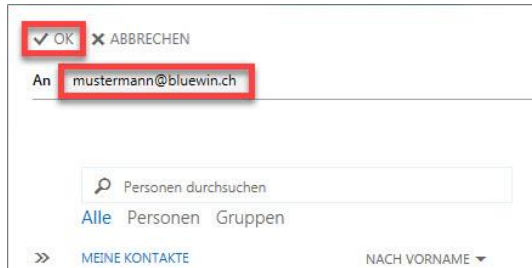 OK ABBRECHEN
An mustermann@bluewin.ch
Personen durchsuchen
Alle Personen Gruppen
MEINE KONTAKTE NACH VORNAME